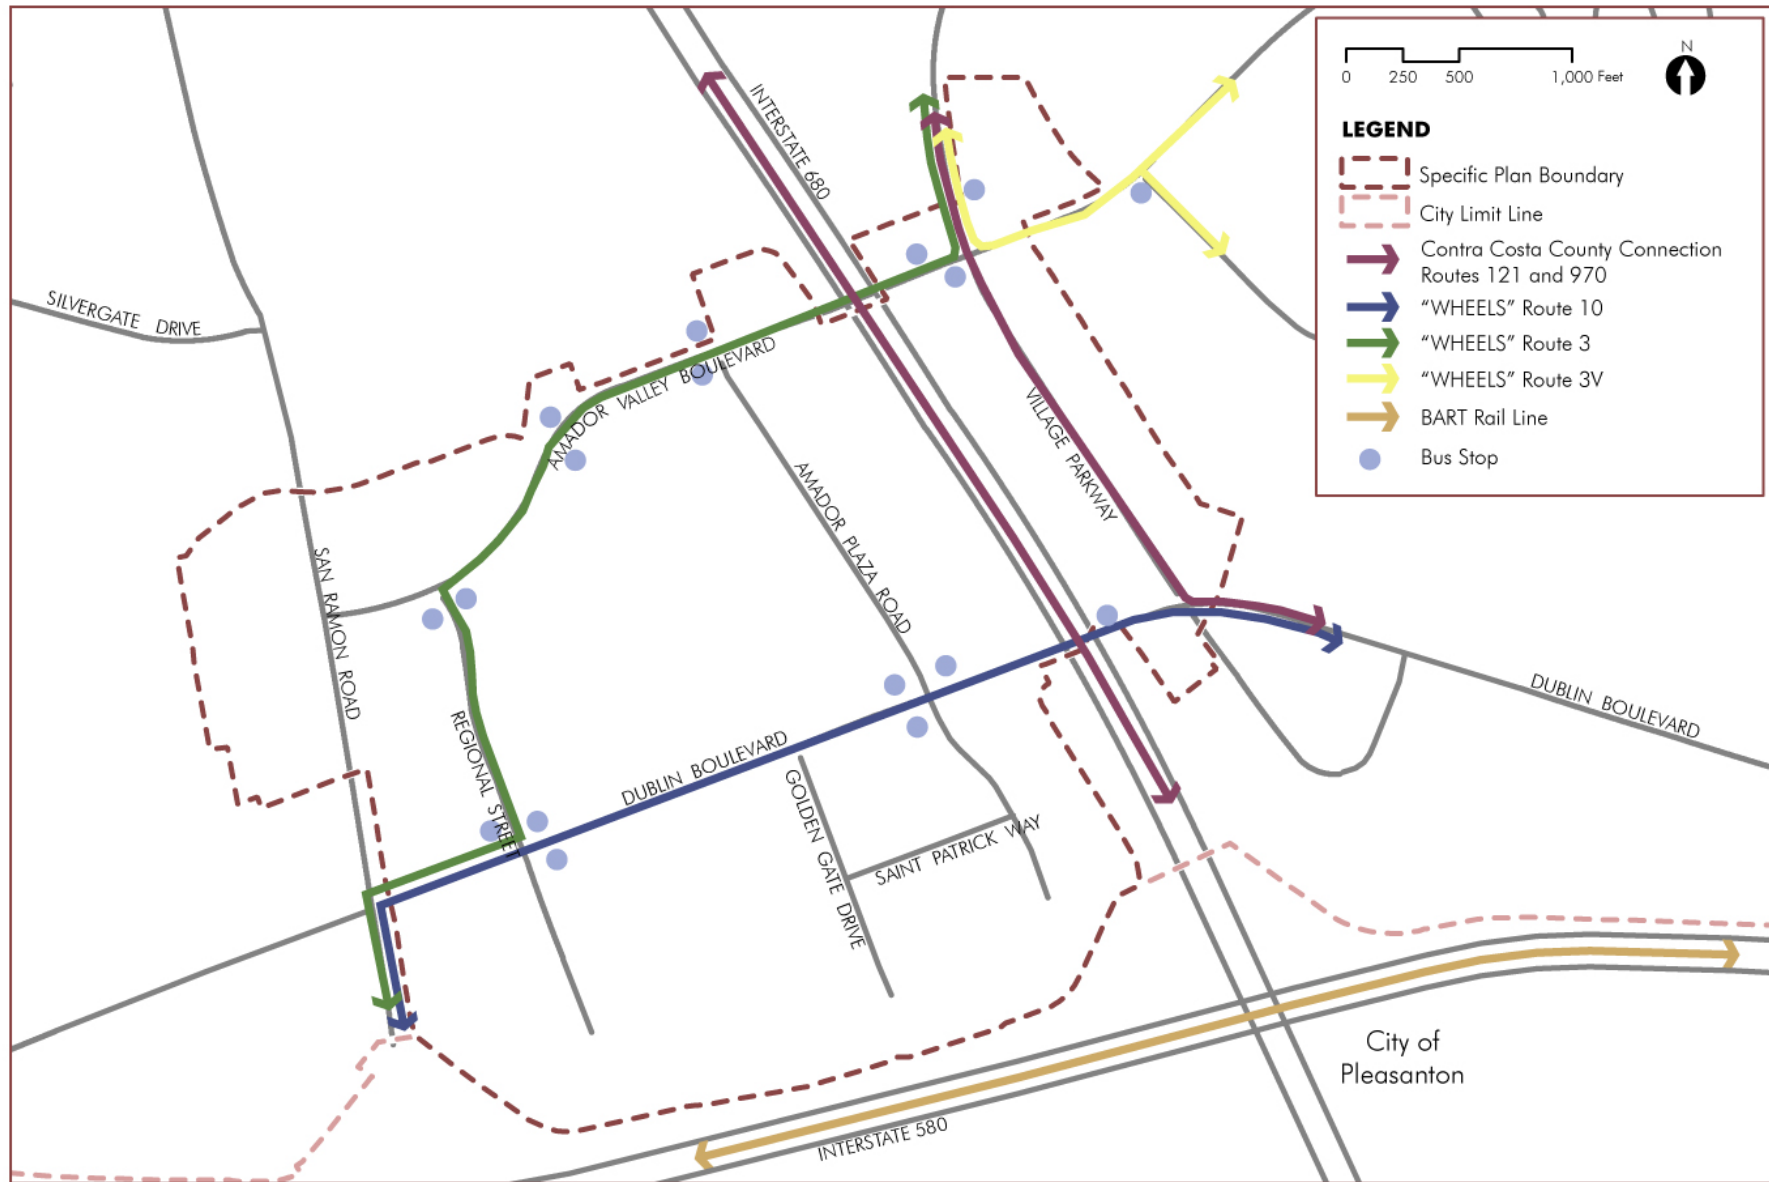 0 250 500 1,000 Feet
N
LEGEND
Specific Plan Boundary
City Limit Line
Contra Costa County Connection
Routes 121 and 970
“WHEELS” Route 10
“WHEELS” Route 3
“WHEELS” Route 3V
BART Rail Line
Bus Stop
INTERSTATE 680
SILVERGATE DRIVE
AMADOR VALLEY BOULEVARD
VILLAGE PARKWAY
AMADOR PLAZA ROAD
SAN RAMON ROAD
REGIONAL STREET
DUBLIN BOULEVARD
DUBLIN BOULEVARD
GOLDEN GATE DRIVE
SAINT PATRICK WAY
City of
Pleasanton
INTERSTATE 580